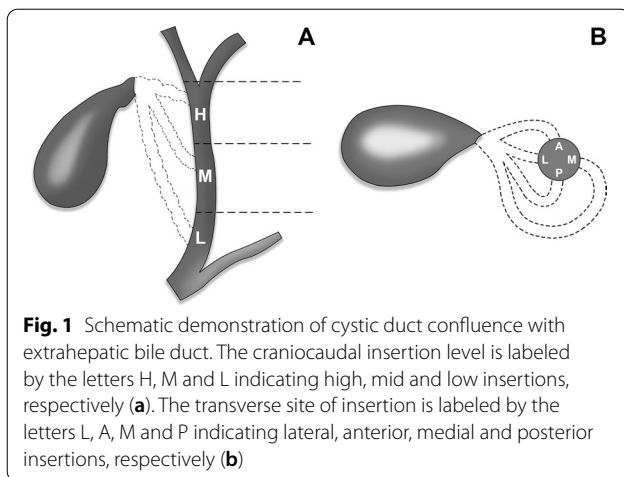 A
B
H
M
L
A
L M
P
Fig. 1 Schematic demonstration of cystic duct confluence with
extrahepatic bile duct. The craniocaudal insertion level is labeled
by the letters H, M and L indicating high, mid and low insertions,
respectively (a). The transverse site of insertion is labeled by the
letters L, A, M and P indicating lateral, anterior, medial and posterior
insertions, respectively (b)